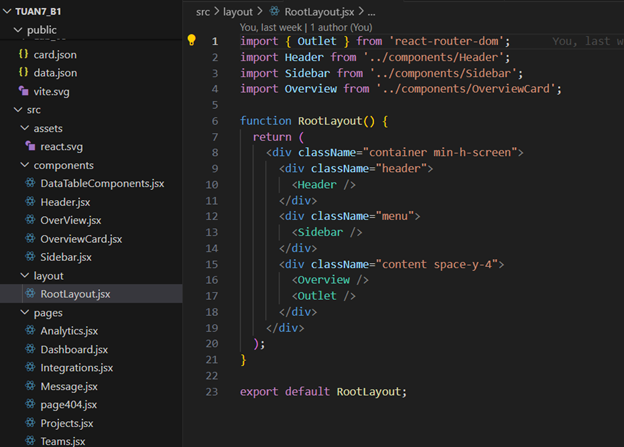 TUAN7_B1
public
card.json
data.json
vite.svg
src
assets
react.svg
components
DataTableComponents.jsx
Header.jsx
OverView.jsx
OverviewCard.jsx
Sidebar.jsx
layout
RootLayout.jsx
pages
Analytics.jsx
Dashboard.jsx
Integrations.jsx
Message.jsx
page404.jsx
Projects.jsx
Teams.jsx
src > layout > RootLayout.jsx > ...
You, last week | 1 author (You)
1 import { Outlet } from 'react-router-dom'; You, last w
2 import Header from '../components/Header';
3 import Sidebar from '../components/Sidebar';
4 import Overview from '../components/OverviewCard';
5
6 function RootLayout() {
7 return (
8 <div className="container min-h-screen">
9 <div className="header">
10 <Header />
11 </div>
12 <div className="menu">
13 <Sidebar />
14 </div>
15 <div className="content space-y-4">
16 <Overview />
17 <Outlet />
18 </div>
19 </div>
20 );
21 }
22
23 export default RootLayout;